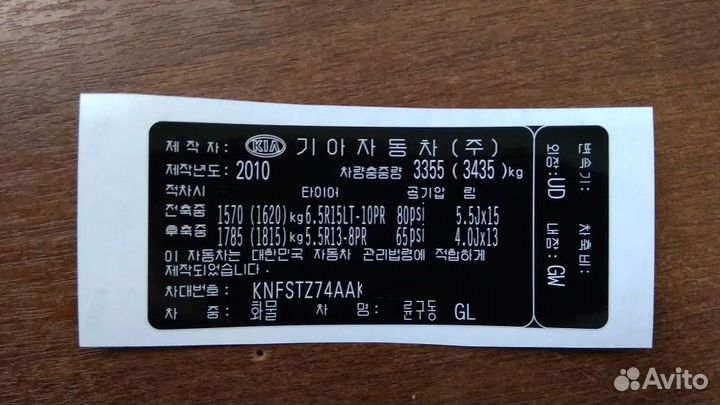 제 작 자: KIA 기아자동차(주)
제작년도: 2010 차량총중량 3355 (3435)kg
적차시 타이어 공기압 림
전축중 1570 (1620)kg 6.5R15LT-10PR 80psi 5.5Jx15
후축중 1785 (1815)kg 5.5R13-8PR 65psi 4.0Jx13
이 자동차는 대한민국 자동차 관리법령에 적합하게
제작되었습니다.
차대번호: KNFSTZ74AAK
차 종: 화물 차 명: 륜구동 GL
변속기: 차축비:
외장: UD 내장: GW
Avito